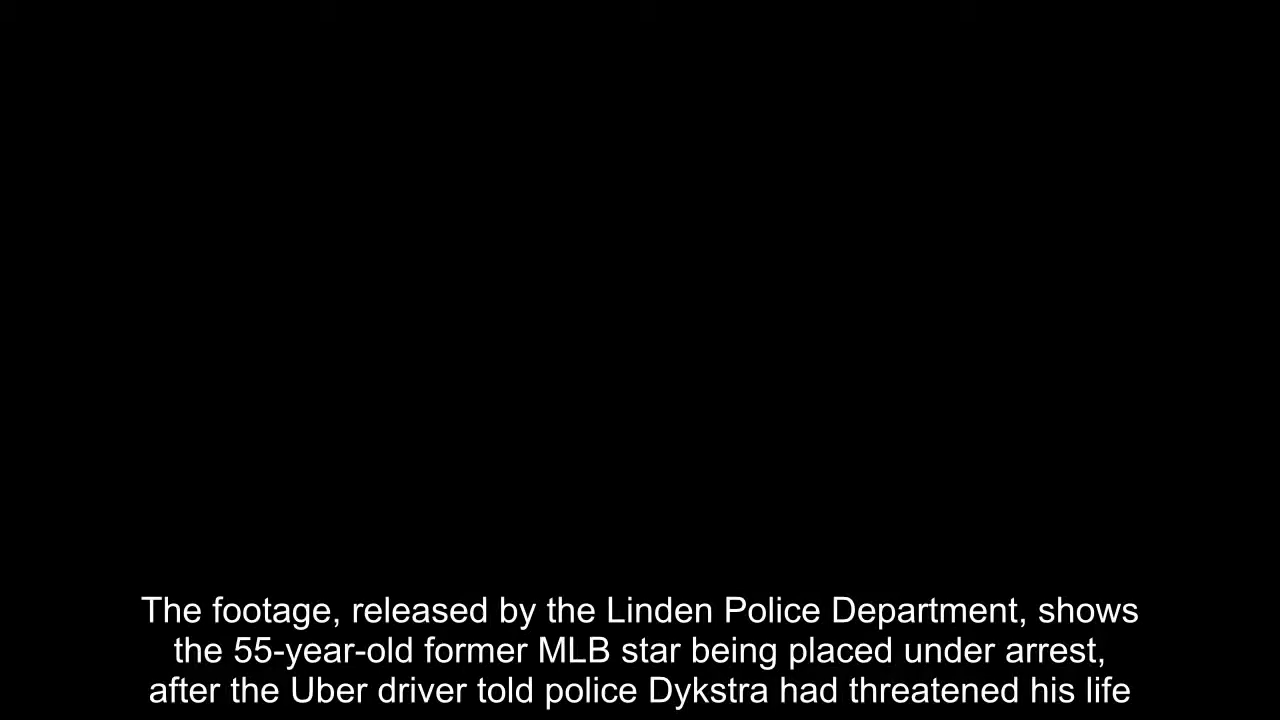 The footage, released by the Linden Police Department, shows
the 55-year-old former MLB star being placed under arrest,
after the Uber driver told police Dykstra had threatened his life